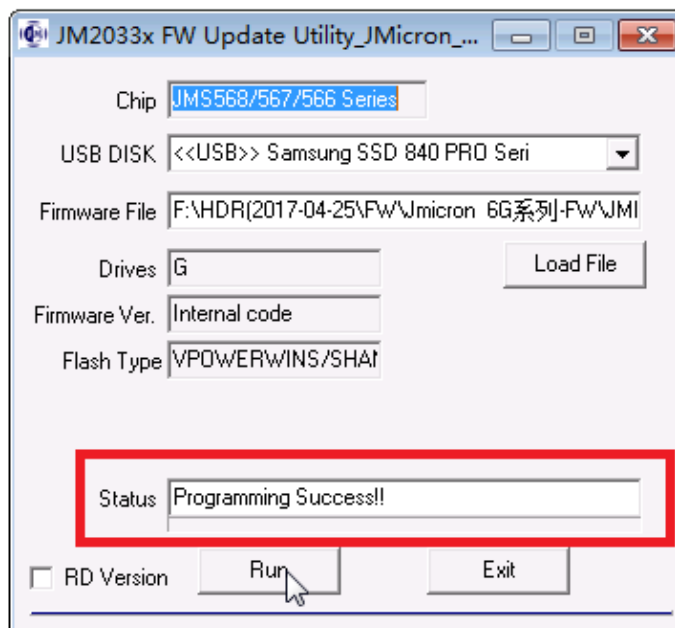 JM2033x FW Update Utility_JMicron_...
Chip JMS568/567/566 Series
USB DISK <<USB>> Samsung SSD 840 PRO Seri
Firmware File F:\HDR(2017-04-25\FW\Jmicron 6G系列-FW\JMI
Drives G Load File
Firmware Ver. Internal code
Flash Type VPOWERWINS/SHAN
Status Programming Success!!
RD Version Run Exit